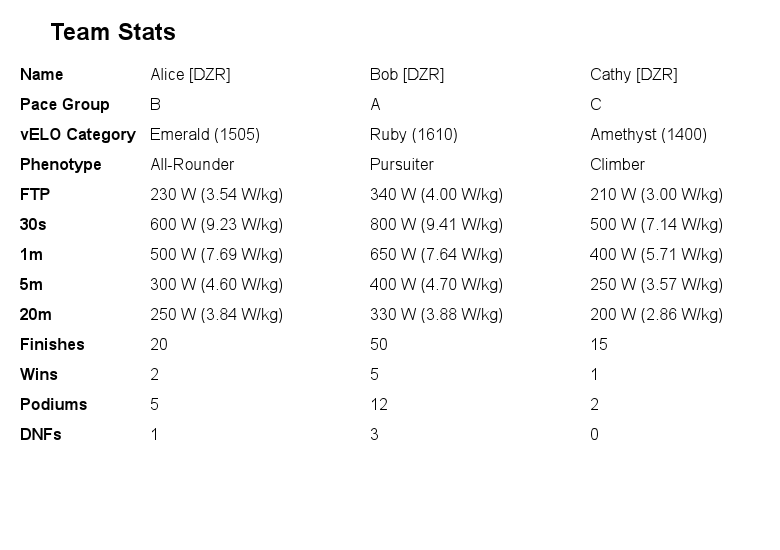 Team Stats
Name Alice [DZR] Bob [DZR] Cathy [DZR]
Pace Group B A C
vELO Category Emerald (1505) Ruby (1610) Amethyst (1400)
Phenotype All-Rounder Pursuiter Climber
FTP 230 W (3.54 W/kg) 340 W (4.00 W/kg) 210 W (3.00 W/kg)
30s 600 W (9.23 W/kg) 800 W (9.41 W/kg) 500 W (7.14 W/kg)
1m 500 W (7.69 W/kg) 650 W (7.64 W/kg) 400 W (5.71 W/kg)
5m 300 W (4.60 W/kg) 400 W (4.70 W/kg) 250 W (3.57 W/kg)
20m 250 W (3.84 W/kg) 330 W (3.88 W/kg) 200 W (2.86 W/kg)
Finishes 20 50 15
Wins 2 5 1
Podiums 5 12 2
DNFs 1 3 0